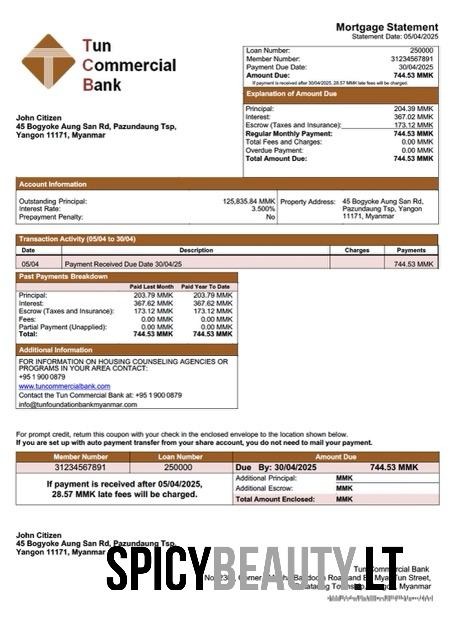 Mortgage Statement
Statement Date: 05/04/2025
Tun
Commercial
Bank
Loan Number: 250000
Member Number: 31234567891
Payment Due Date: 30/04/2025
Amount Due: 744.53 MMK
If payment is received after 30/04/2025, 28.57 MMK late fees will be charged.
John Citizen
45 Bogyoke Aung San Rd, Pazundaung Tsp,
Yangon 11171, Myanmar
Explanation of Amount Due
Principal: 204.39 MMK
Interest: 367.02 MMK
Escrow (Taxes and Insurance): 173.12 MMK
Regular Monthly Payment: 744.53 MMK
Total Fees and Charges: 0.00 MMK
Overdue Payment: 0.00 MMK
Total Amount Due: 744.53 MMK
Account Information
Outstanding Principal: 125,835.84 MMK Property Address: 45 Bogyoke Aung San Rd,
Interest Rate: 3.500% Pazundaung Tsp, Yangon
Prepayment Penalty: No 11171, Myanmar
Transaction Activity (05/04 to 30/04)
Date Description Charges Payments
05/04 Payment Received Due Date 30/04/25 744.53 MMK
Past Payments Breakdown
Paid Last Month Paid Year To Date
Principal: 203.79 MMK 203.79 MMK
Interest: 367.62 MMK 367.62 MMK
Escrow (Taxes and Insurance): 173.12 MMK 173.12 MMK
Fees: 0.00 MMK 0.00 MMK
Partial Payment (Unapplied): 0.00 MMK 0.00 MMK
Total: 744.53 MMK 744.53 MMK
Additional Information
FOR INFORMATION ON HOUSING COUNSELING AGENCIES OR
PROGRAMS IN YOUR AREA CONTACT:
+95 1 900 0879
www.tuncommercialbank.com
Contact the Tun Commercial Bank at: +95 1 900 0879
info@tunfoundationbankmyanmar.com
For prompt credit, return this coupon with your check in the enclosed envelope to the location shown below.
If you are set up with auto payment transfer from your share account, you do not need to mail your payment.
Member Number Loan Number Amount Due
31234567891 250000 Due By: 30/04/2025 744.53 MMK
If payment is received after 05/04/2025,
28.57 MMK late fees will be charged.
Additional Principal: MMK
Additional Escrow: MMK
Total Amount Enclosed: MMK
John Citizen
45 Bogyoke Aung San Rd, Pazundaung Tsp,
Yangon 11171, Myanmar
SPICYBEAUTY.LT
Tun Commercial Bank
Street,
Myanmar